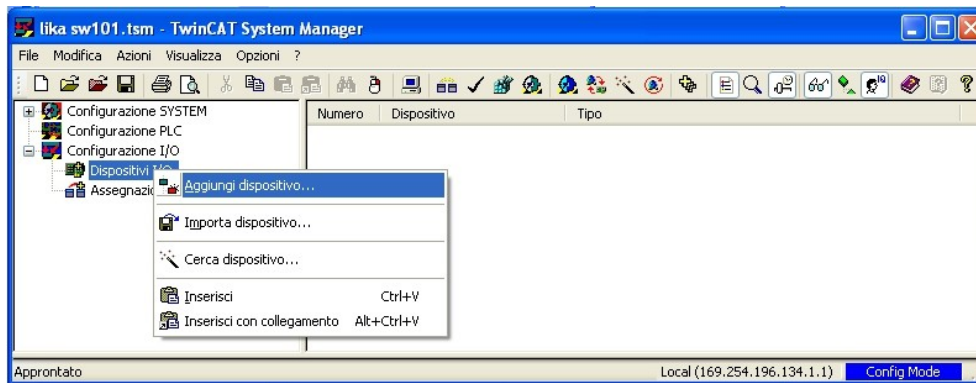 lika sw101.tsm - TwinCAT System Manager
File Modifica Azioni Visualizza Opzioni ?
Configurazione SYSTEM
Configurazione PLC
Configurazione I/O
Dispositivi
Numero Dispositivo Tipo
Aggiungi dispositivo...
Importa dispositivo...
Cerca dispositivo...
Inserisci Ctrl+V
Inserisci con collegamento Alt+Ctrl+V
Approntato Local (169.254.196.134.1.1) Config Mode